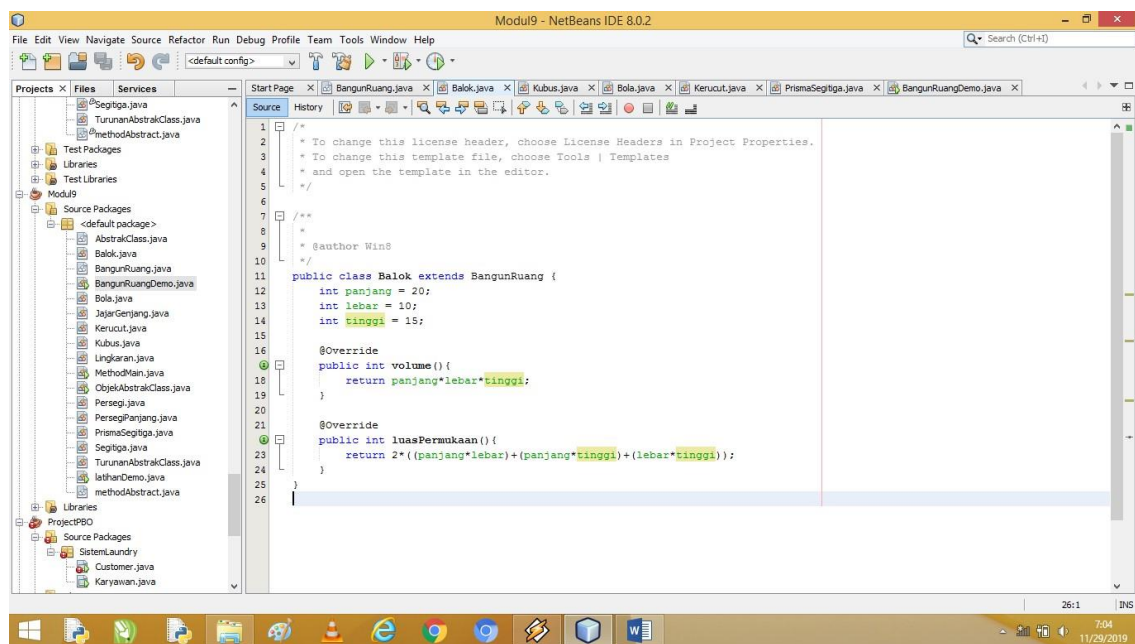 Modul9 - NetBeans IDE 8.0.2
File Edit View Navigate Source Refactor Run Debug Profile Team Tools Window Help
Search (Ctrl+I)
<default config>
Projects Files Services
Start Page BangunRuang.java Balok.java Kubus.java Bola.java Kerucut.java PrismaSegitiga.java BangunRuangDemo.java
Source History
Segitiga.java
TurunanAbstrakClass.java
methodAbstract.java
Test Packages
Libraries
Test Libraries
Modul9
Source Packages
<default package>
AbstrakClass.java
Balok.java
BangunRuang.java
BangunRuangDemo.java
Bola.java
JajarGenjang.java
Kerucut.java
Kubus.java
Lingkaran.java
MethodMain.java
ObjekAbstrakClass.java
Persegi.java
PersegiPanjang.java
PrismaSegitiga.java
Segitiga.java
TurunanAbstrakClass.java
latihanDemo.java
methodAbstract.java
Libraries
ProjectPBO
Source Packages
SistemLaundry
Customer.java
Karyawan.java
1 /*
2 * To change this license header, choose License Headers in Project Properties.
3 * To change this template file, choose Tools | Templates
4 * and open the template in the editor.
5 */
6
7 /**
8 *
9 * @author Win8
10 */
11 public class Balok extends BangunRuang {
12 int panjang = 20;
13 int lebar = 10;
14 int tinggi = 15;
15
16 @Override
public int volume(){
18 return panjang*lebar*tinggi;
19 }
20
21 @Override
public int luasPermukaan(){
23 return 2*((panjang*lebar)+(panjang*tinggi)+(lebar*tinggi));
24 }
25 }
26
26:1 INS
7:04
11/29/2019